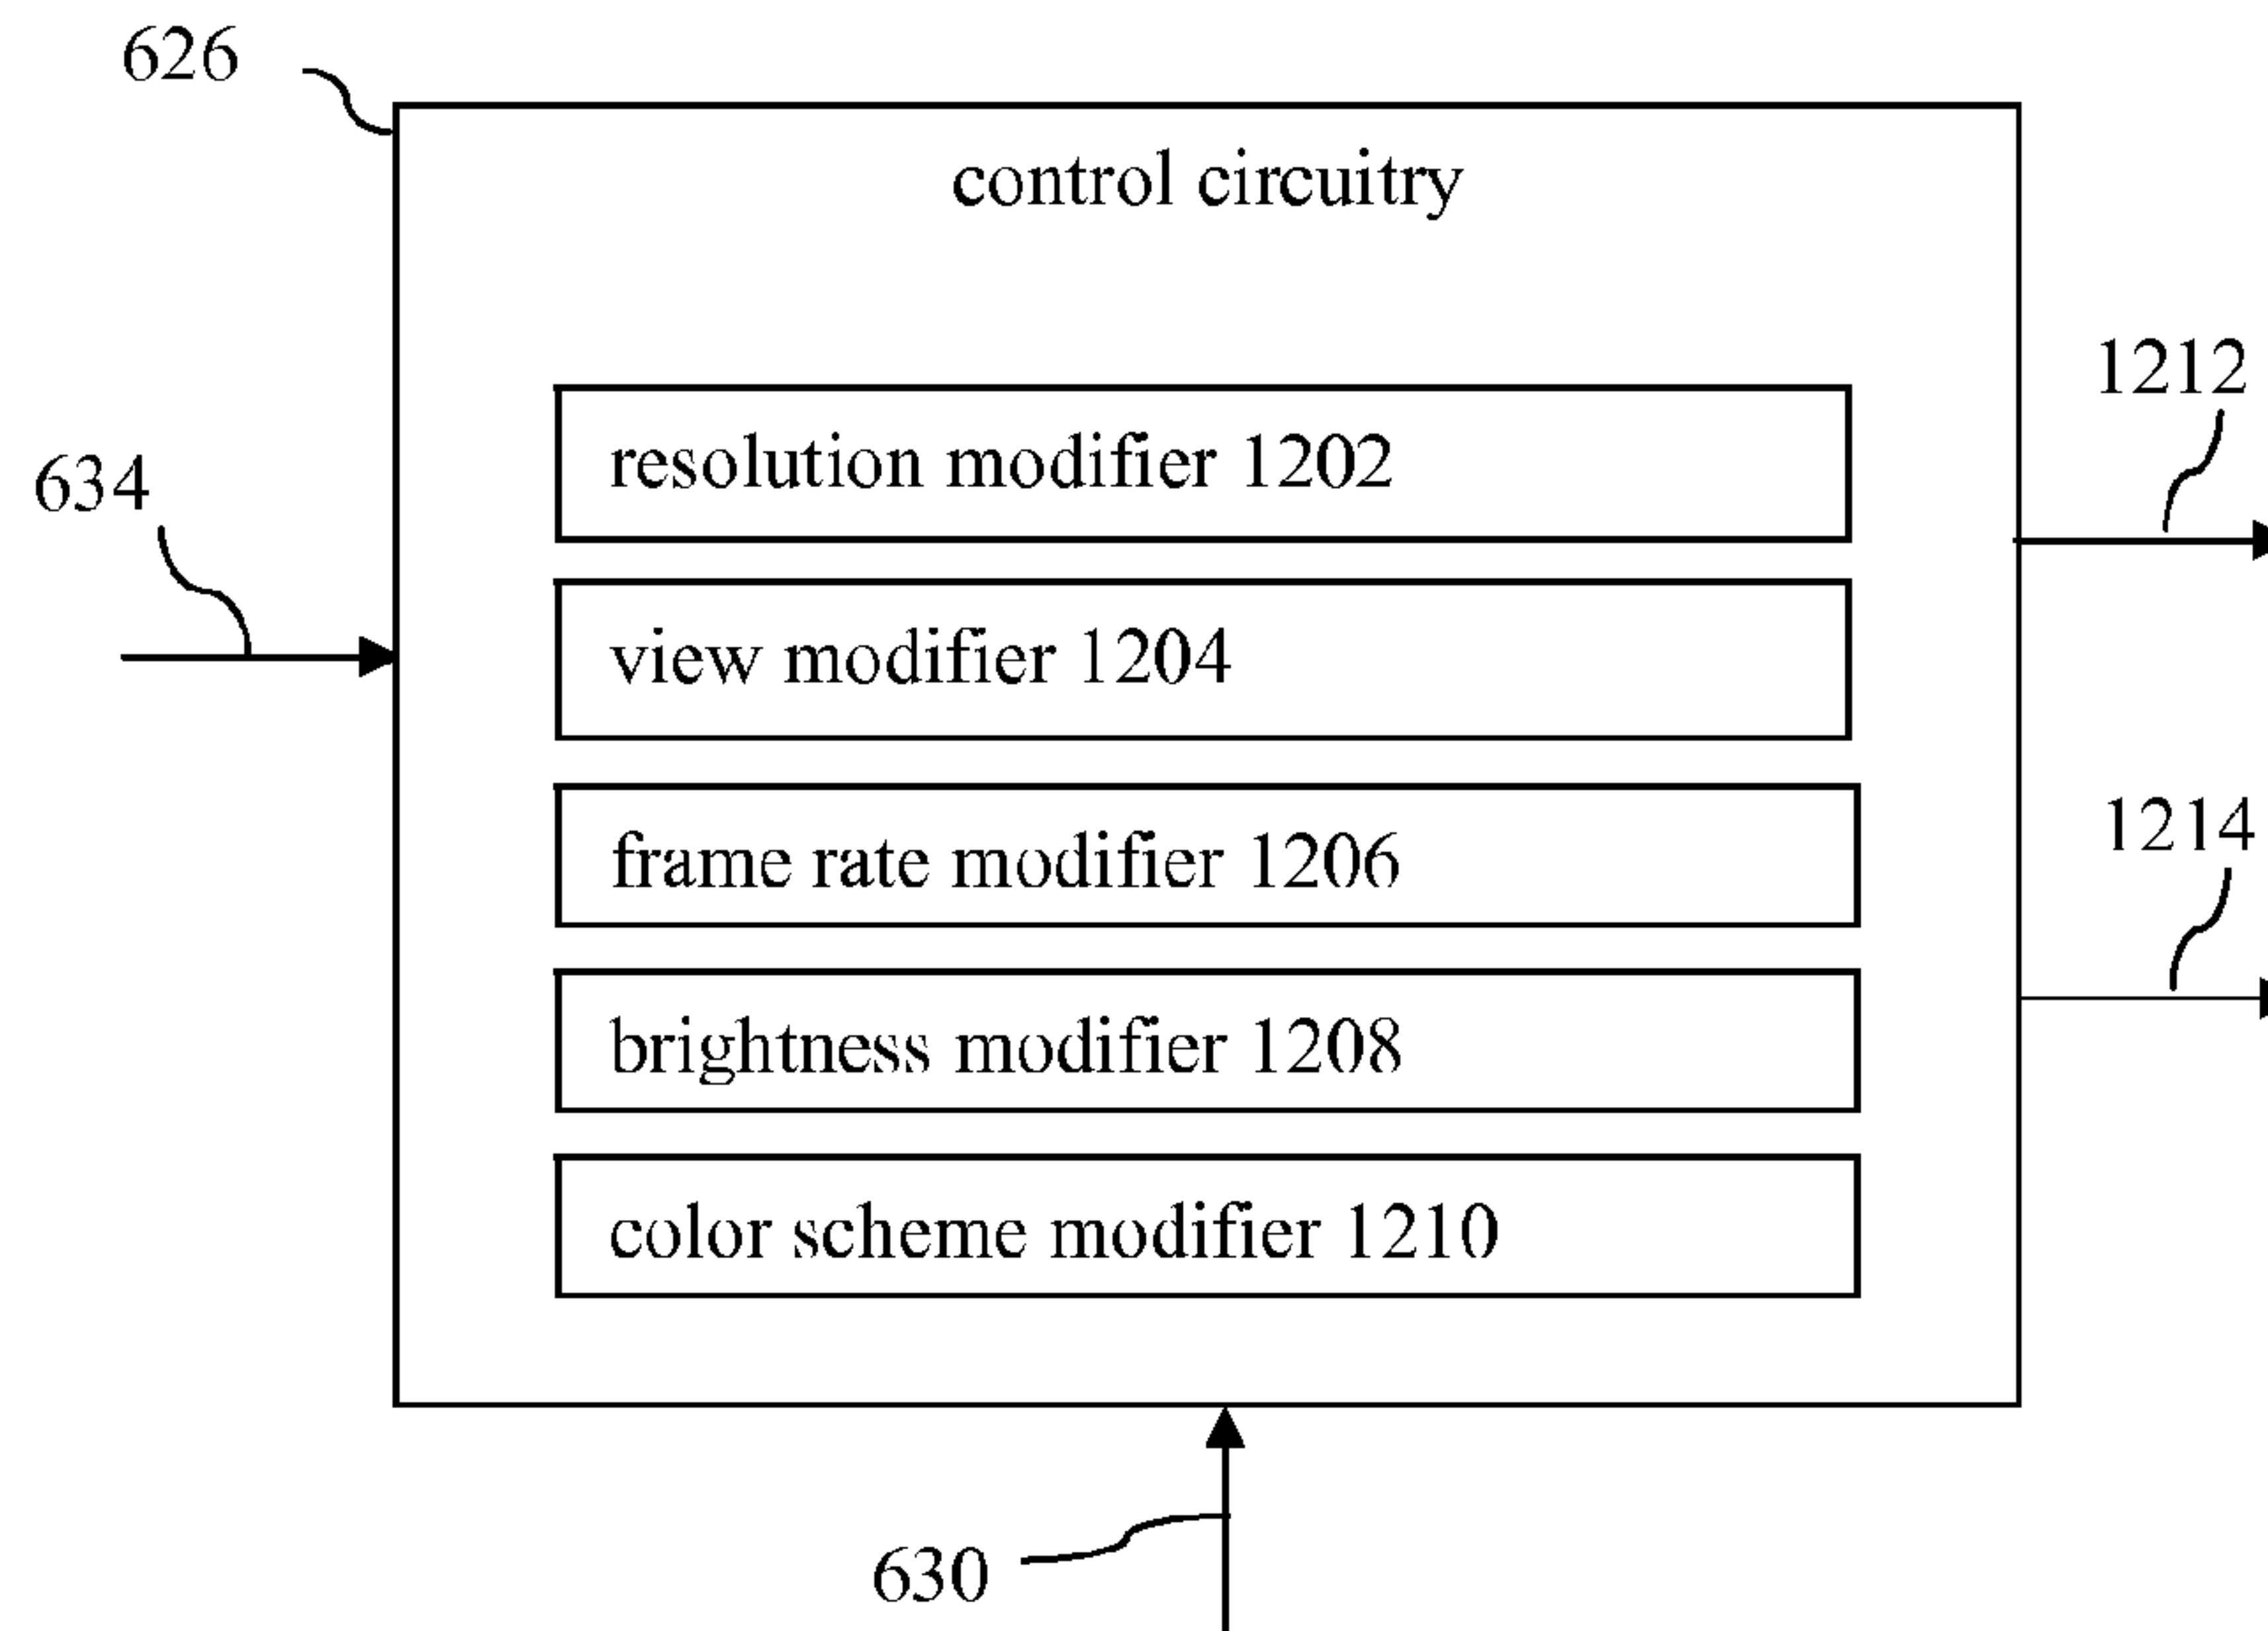 626
control circuitry
1212
resolution modifier 1202
634
view modifier 1204
1214
frame rate modifier 1206
brightness modifier 1208
color scheme modifier 1210
630